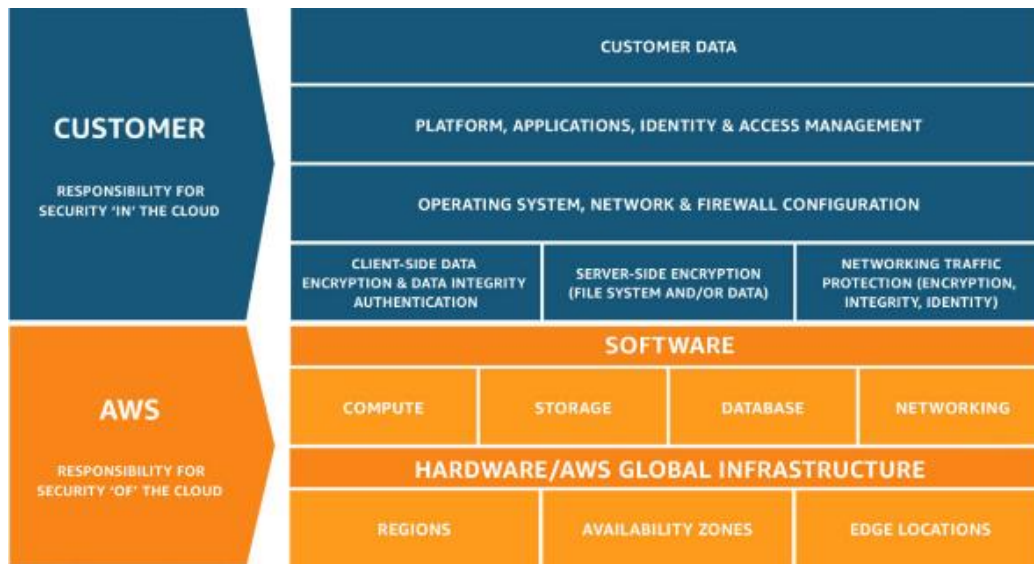 CUSTOMER
RESPONSIBILITY FOR
SECURITY ‘IN’ THE CLOUD
CUSTOMER DATA
PLATFORM, APPLICATIONS, IDENTITY & ACCESS MANAGEMENT
OPERATING SYSTEM, NETWORK & FIREWALL CONFIGURATION
CLIENT-SIDE DATA
ENCRYPTION & DATA INTEGRITY
AUTHENTICATION
SERVER-SIDE ENCRYPTION
(FILE SYSTEM AND/OR DATA)
NETWORKING TRAFFIC
PROTECTION (ENCRYPTION,
INTEGRITY, IDENTITY)
AWS
RESPONSIBILITY FOR
SECURITY ‘OF’ THE CLOUD
SOFTWARE
COMPUTE
STORAGE
DATABASE
NETWORKING
HARDWARE/AWS GLOBAL INFRASTRUCTURE
REGIONS
AVAILABILITY ZONES
EDGE LOCATIONS